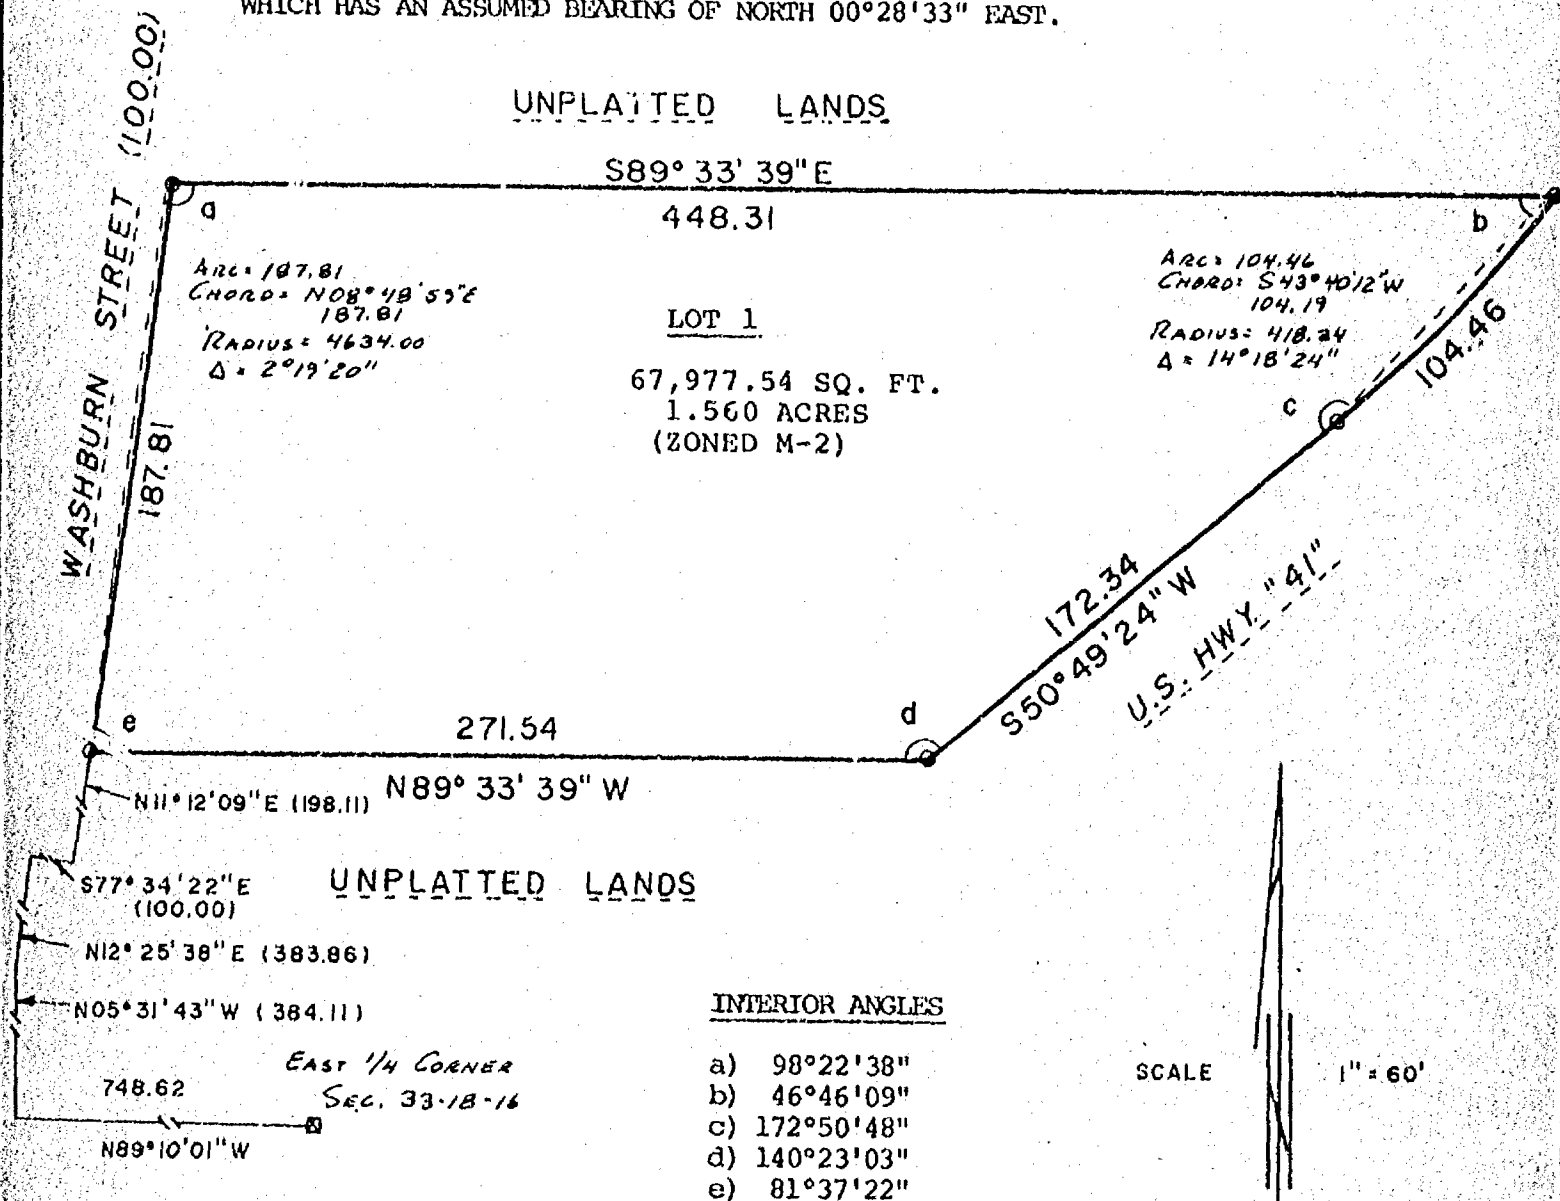 WHICH HAS AN ASSUMED BEARING OF NORTH 00°28'33" EAST.
UNPLATTED LANDS
WASHBURN STREET (100.00)
S89° 33' 39" E
448.31
a
b
ARC= 187.81
CHORD= N08°48'59"E
187.81
RADIUS= 4634.00
Δ = 2°19'20"
187.81
LOT 1
67,977.54 SQ. FT.
1.560 ACRES
(ZONED M-2)
ARC= 104.46
CHORD: S43°40'12"W
104.19
RADIUS: 418.34
Δ = 14°18'24"
104.46
c
172.34
S50°49'24" W
U.S. HWY. "41"
d
e
271.54
N89° 33' 39" W
N11°12'09"E (198.11)
S77°34'22"E
(100.00)
UNPLATTED LANDS
N12°25'38"E (383.86)
N05°31'43"W (384.11)
EAST 1/4 CORNER
SEC. 33-18-16
748.62
N89°10'01"W
INTERIOR ANGLES
a) 98°22'38"
b) 46°46'09"
c) 172°50'48"
d) 140°23'03"
e) 81°37'22"
SCALE 1" = 60'